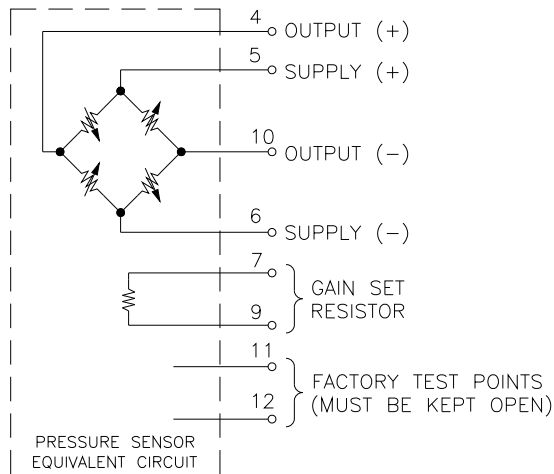 4
OUTPUT (+)
5
SUPPLY (+)
10
OUTPUT (-)
6
SUPPLY (-)
7
GAIN SET
RESISTOR
9
11
FACTORY TEST POINTS
(MUST BE KEPT OPEN)
12
PRESSURE SENSOR
EQUIVALENT CIRCUIT